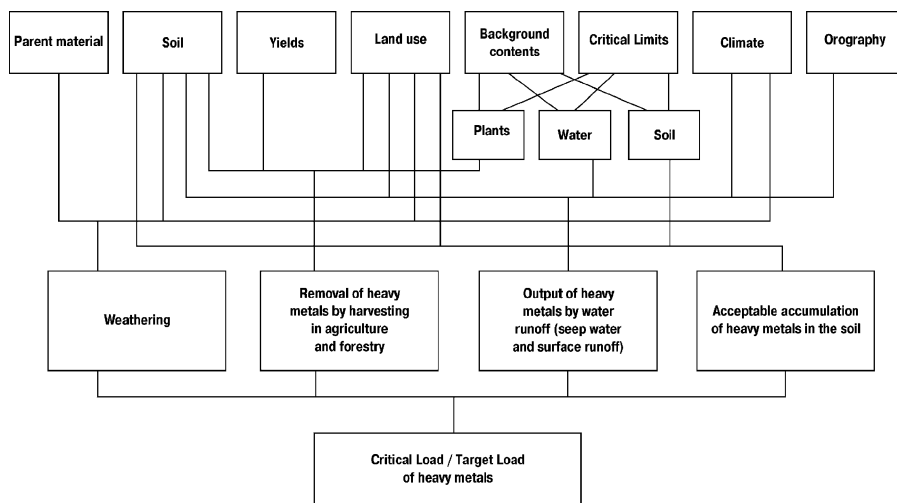 Parent material
Soil
Yields
Land use
Background
contents
Critical Limits
Climate
Orography
Plants
Water
Soil
Weathering
Removal of heavy
metals by harvesting
in agriculture
and forestry
Output of heavy
metals by water
runoff (seep water
and surface runoff)
Acceptable accumulation
of heavy metals in the soil
Critical Load / Target Load
of heavy metals